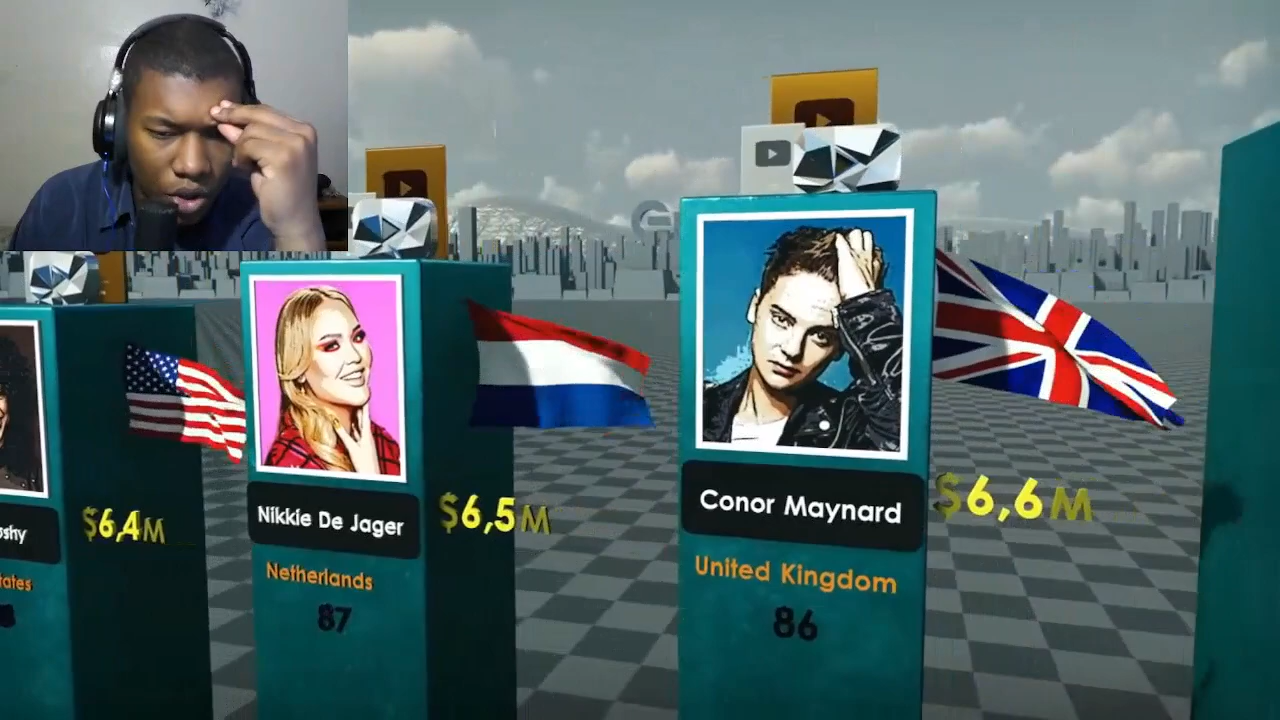 $6,4M
Nikkie De Jager
$6,5M
Netherlands
87
Conor Maynard
$6,6M
United Kingdom
86